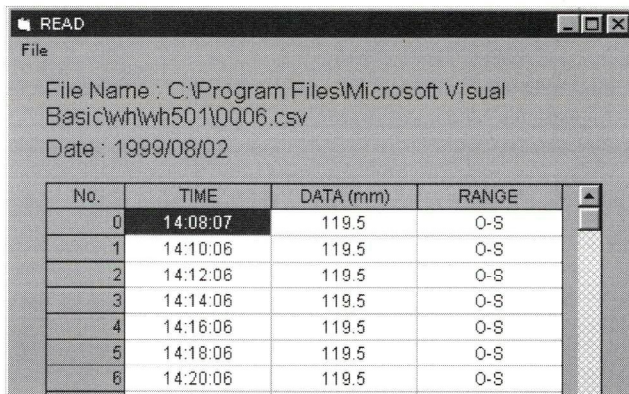 READ
File
File Name : C:\Program Files\Microsoft Visual
Basic\wh\wh501\0006.csv
Date : 1999/08/02
No. TIME DATA (mm) RANGE
0 14:08:07 119.5 O-S
1 14:10:06 119.5 O-S
2 14:12:06 119.5 O-S
3 14:14:06 119.5 O-S
4 14:16:06 119.5 O-S
5 14:18:06 119.5 O-S
6 14:20:06 119.5 O-S